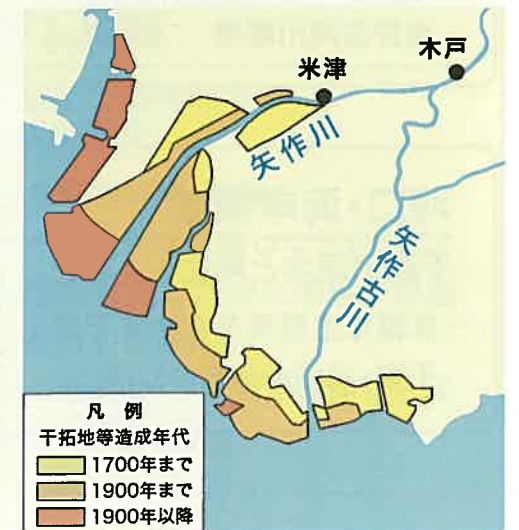 木戸
米津
矢作川
矢作古川
凡 例
干拓地等造成年代
1700年まで
1900年まで
1900年以降